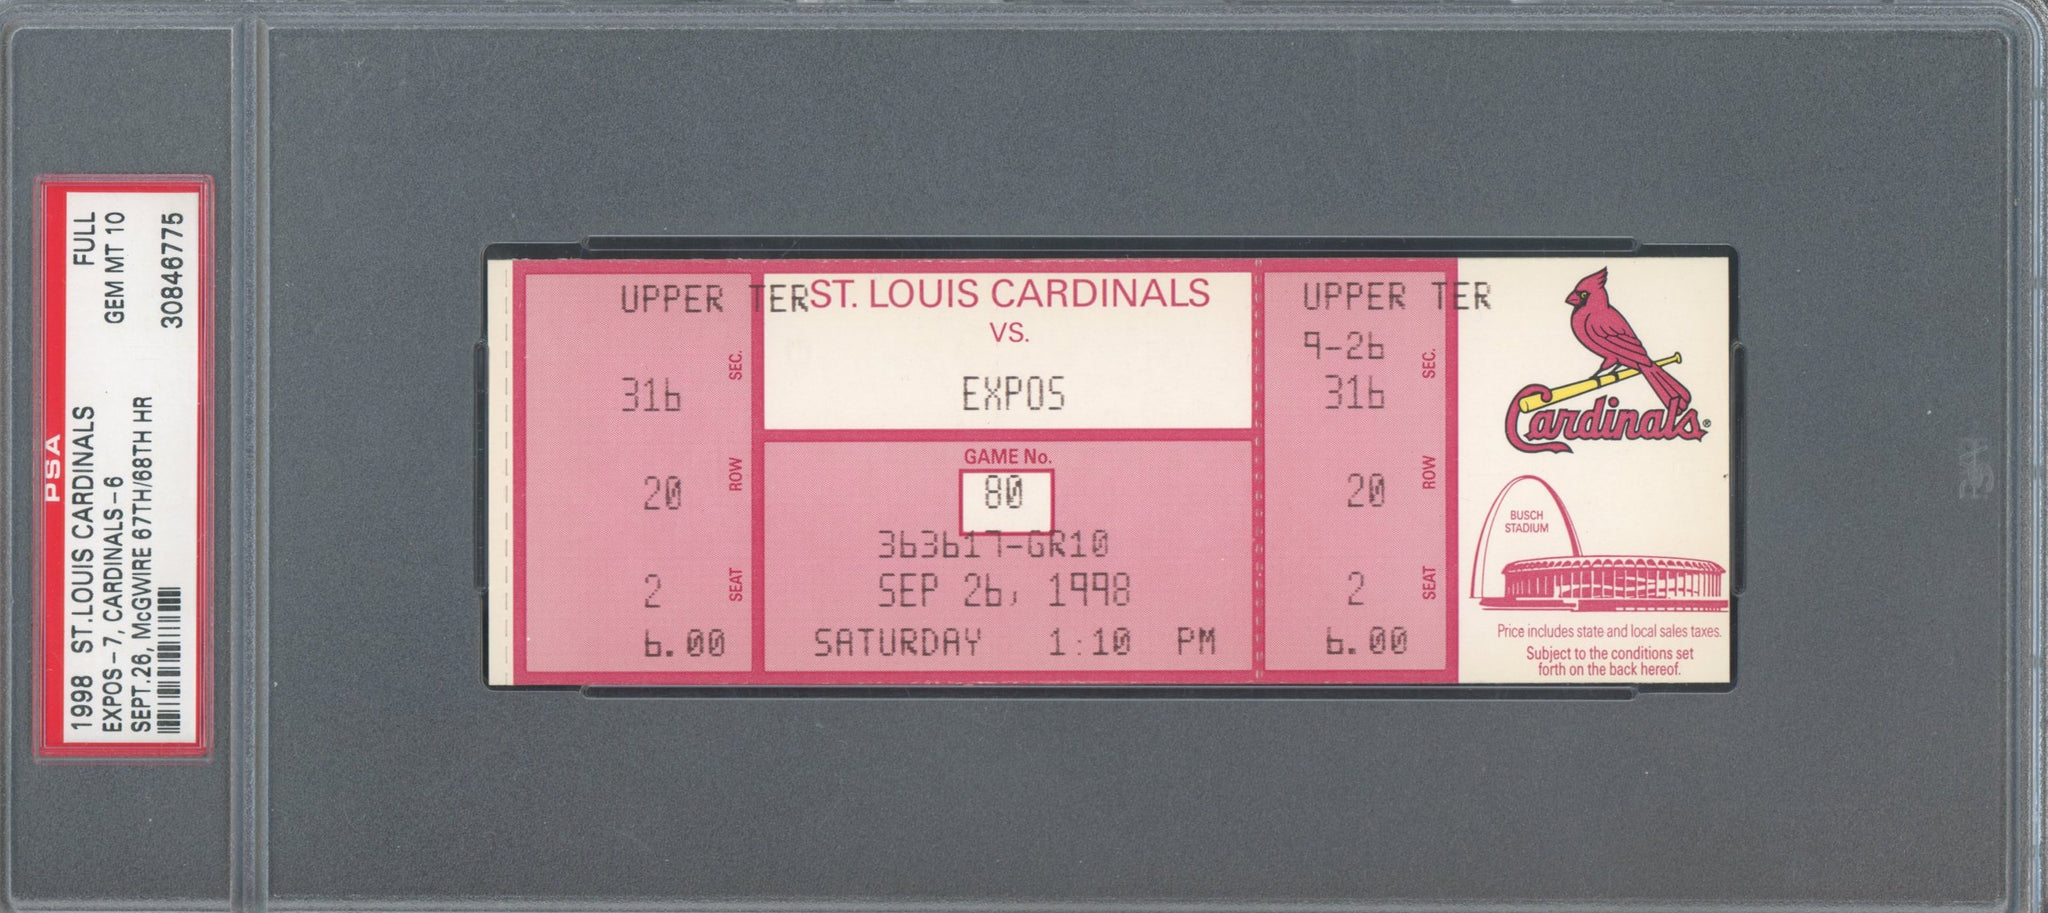 PSA
1998 ST.LOUIS CARDINALS FULL
EXPOS-7, CARDINALS-6 GEM MT 10
SEPT.26, McGWIRE 67TH/68TH HR
30846775
UPPER TER
SEC.
316
20
ROW
2
SEAT
6.00
ST. LOUIS CARDINALS
VS.
EXPOS
GAME No.
80
363617-GR10
SEP 26, 1998
SATURDAY 1:10 PM
UPPER TER
9-26
SEC.
316
20
ROW
2
SEAT
6.00
Cardinals®
BUSCH
STADIUM
Price includes state and local sales taxes.
Subject to the conditions set
forth on the back hereof.
PSA